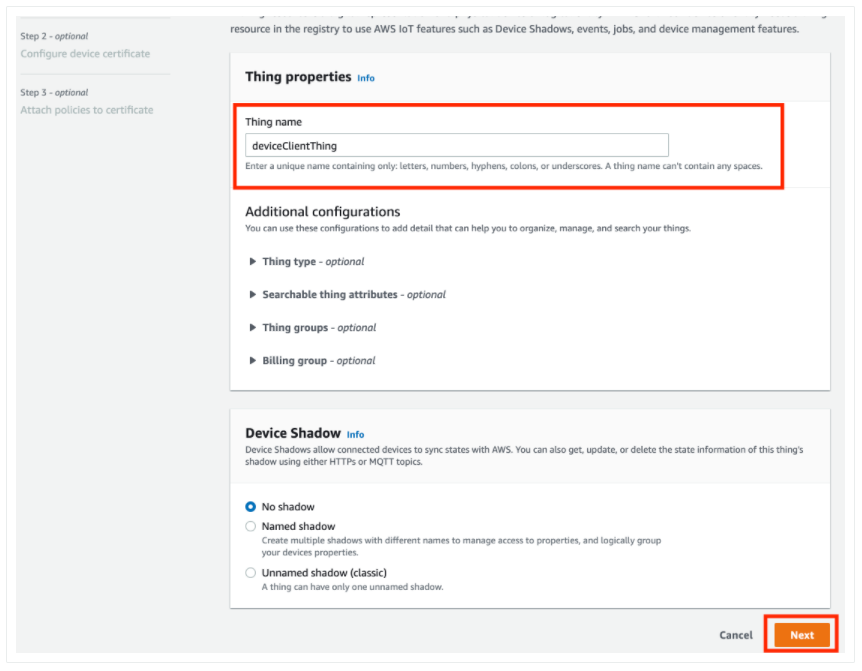 resource in the registry to use AWS IoT features such as Device Shadows, events, jobs, and device management features.
Step 2 - optional
Configure device certificate
Step 3 - optional
Attach policies to certificate
Thing properties Info
Thing name
deviceClientThing
Enter a unique name containing only: letters, numbers, hyphens, colons, or underscores. A thing name can't contain any spaces.
Additional configurations
You can use these configurations to add detail that can help you to organize, manage, and search your things.
Thing type - optional
Searchable thing attributes - optional
Thing groups - optional
Billing group - optional
Device Shadow Info
Device Shadows allow connected devices to sync states with AWS. You can also get, update, or delete the state information of this thing's
shadow using either HTTPs or MQTT topics.
No shadow
Named shadow
Create multiple shadows with different names to manage access to properties, and logically group
your devices properties.
Unnamed shadow (classic)
A thing can have only one unnamed shadow.
Cancel
Next